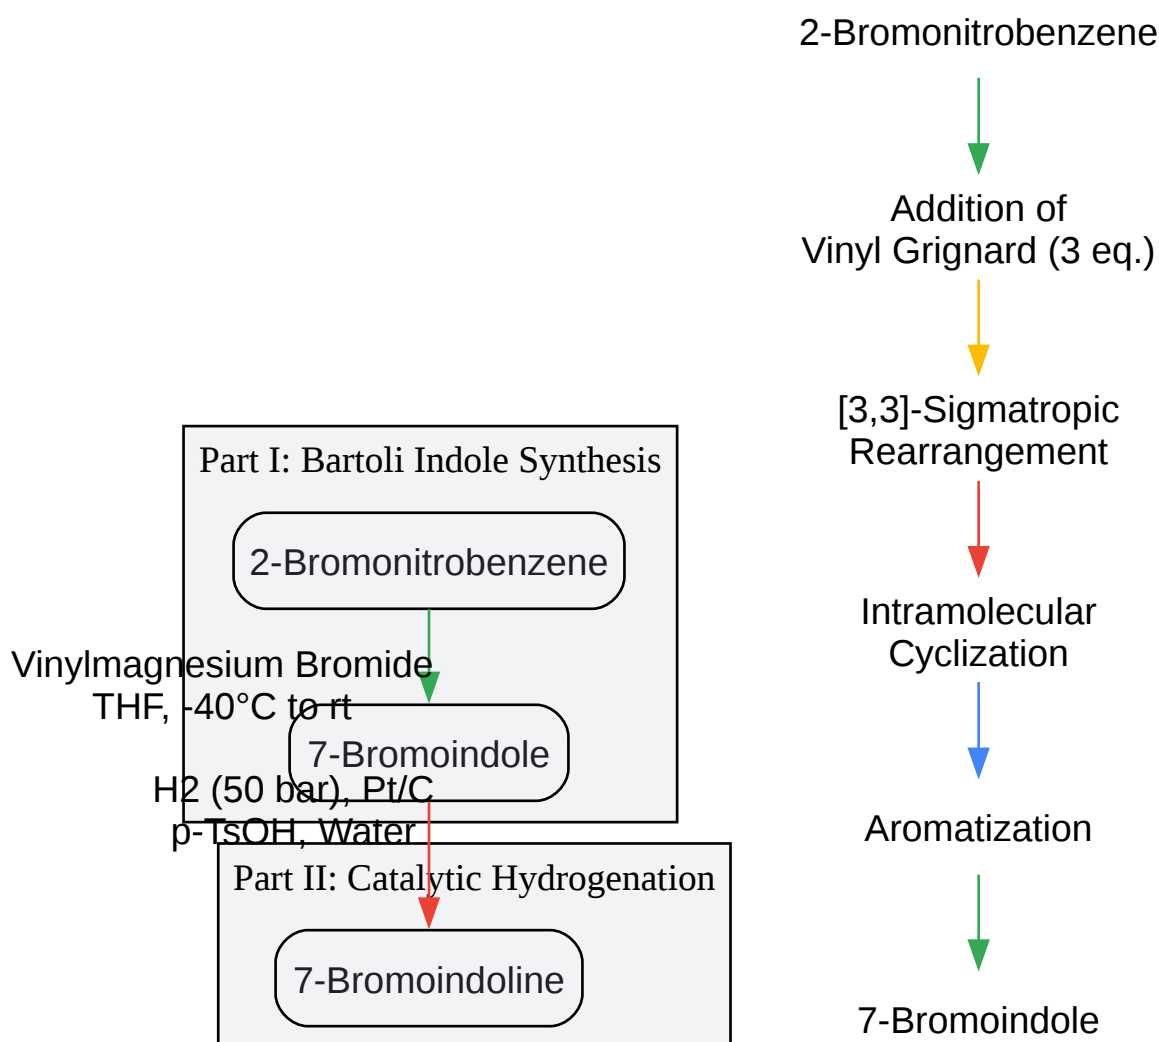 2-Bromonitrobenzene
Addition of
Vinyl Grignard (3 eq.)
[3,3]-Sigmatropic
Rearrangement
Intramolecular
Cyclization
Aromatization
7-Bromoindole
Part I: Bartoli Indole Synthesis
2-Bromonitrobenzene
Vinylmagnesium Bromide
THF, -40°C to rt
7-Bromoindole
H2 (50 bar), Pt/C
p-TsOH, Water
Part II: Catalytic Hydrogenation
7-Bromoindoline